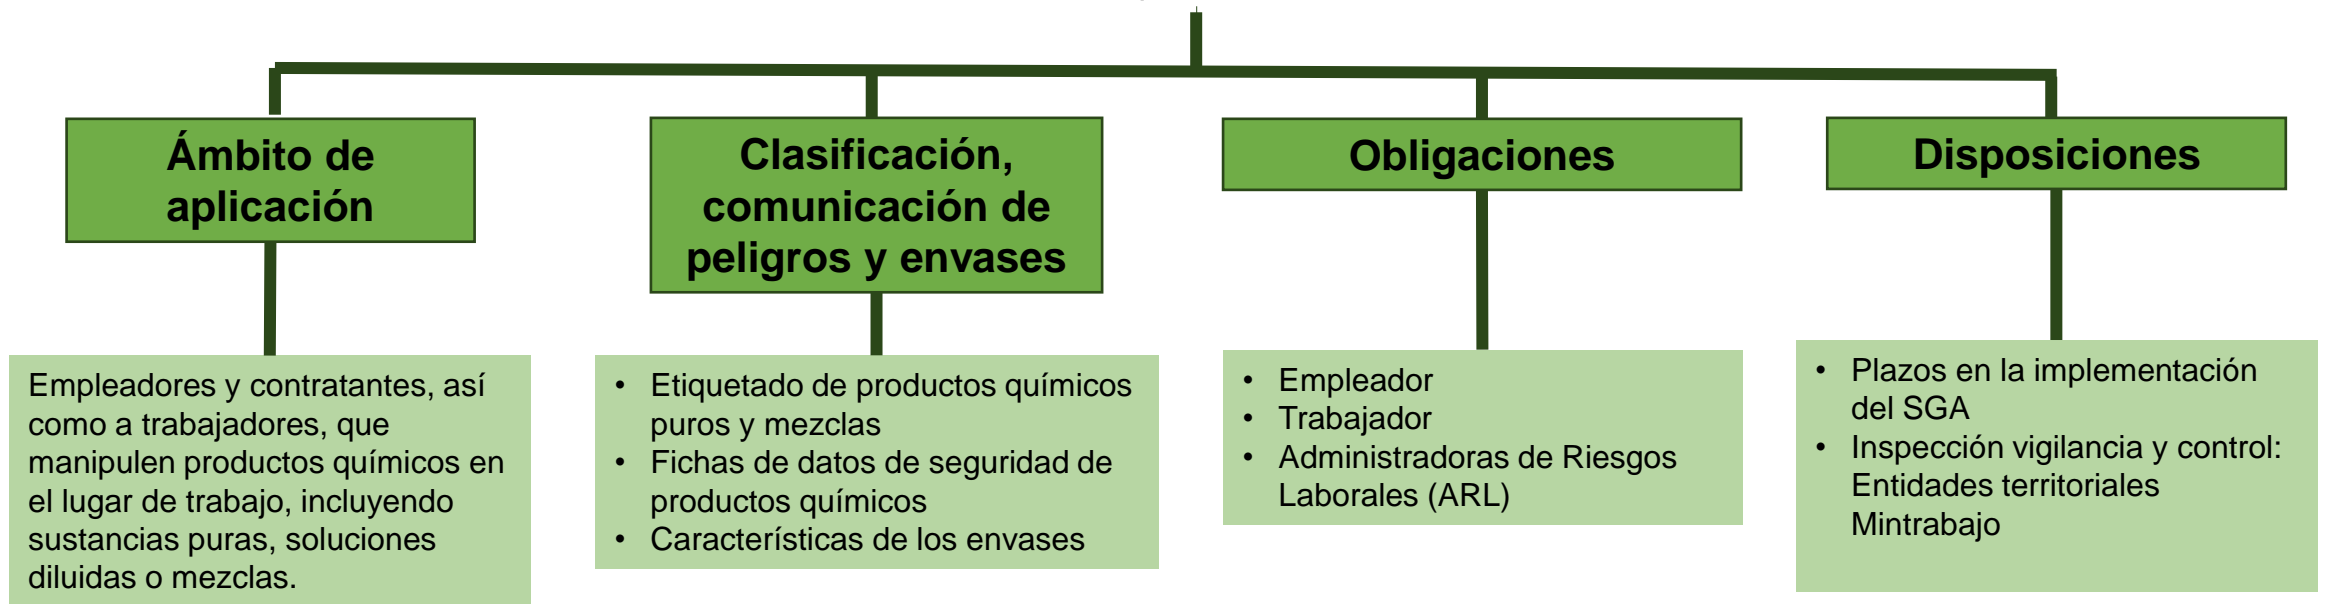 Ámbito de
aplicación
Empleadores y contratantes, así
como a trabajadores, que
manipulen productos químicos en
el lugar de trabajo, incluyendo
sustancias puras, soluciones
diluidas o mezclas.
Clasificación,
comunicación de
peligros y envases
• Etiquetado de productos químicos
puros y mezclas
• Fichas de datos de seguridad de
productos químicos
• Características de los envases
Obligaciones
• Empleador
• Trabajador
• Administradoras de Riesgos
Laborales (ARL)
Disposiciones
• Plazos en la implementación
del SGA
• Inspección vigilancia y control:
Entidades territoriales
Mintrabajo